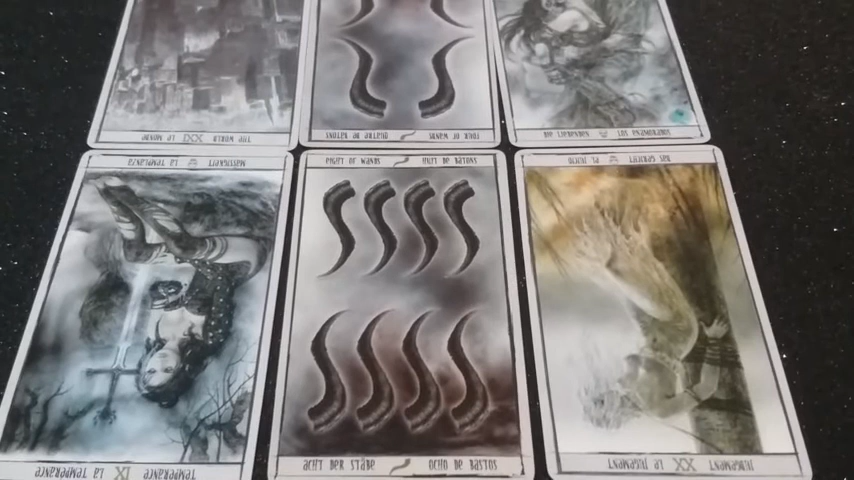 THE WORLD XXI LE MONDE
FOUR OF WANDS QUATRE DE BATONS
MÄSSIGKEIT LA TEMPLANZA
EIGHT OF WANDS HUIT DE BATONS
DAS GERICHT EL JUICIO
TEMPERANCE IX LA TEMPERANCE
ACHT DER STÄBE OCHO DE BASTOS
JUDGEMENT XX LE JUGEMENT